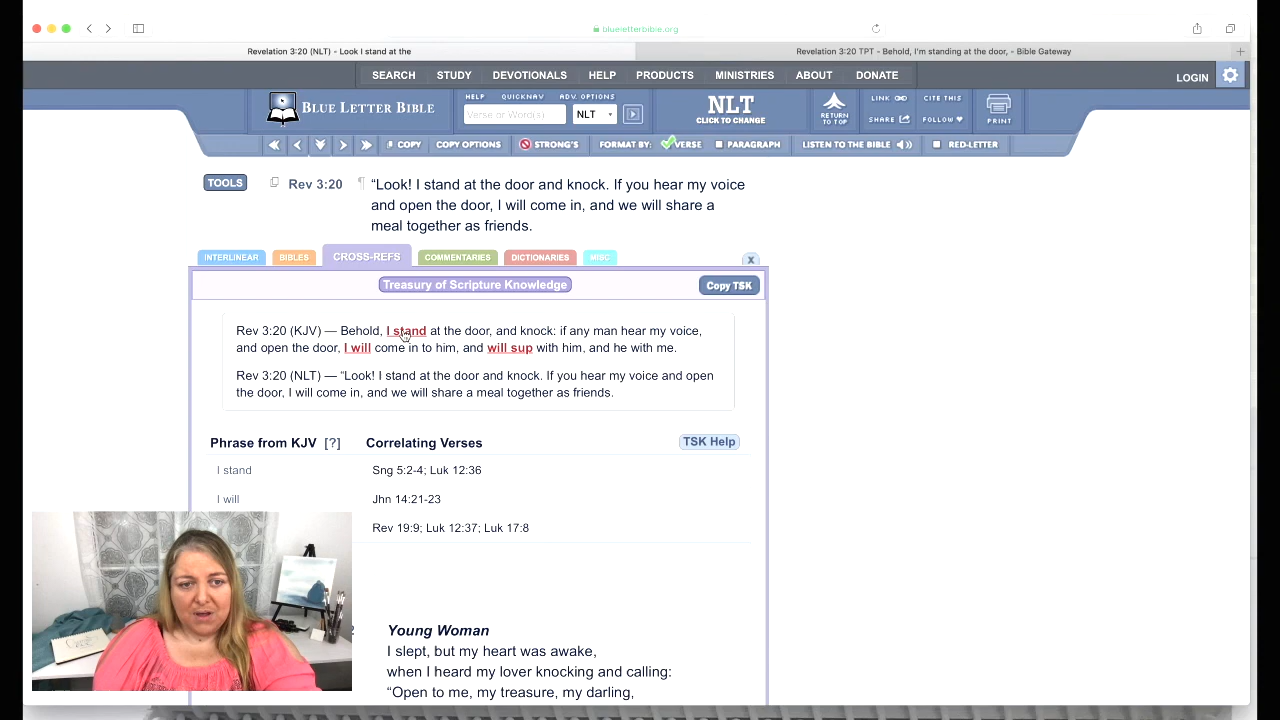 blueletterbible.org
Revelation 3:20 (NLT) - Look I stand at the
Revelation 3:20 TPT - Behold, I'm standing at the door, - Bible Gateway
SEARCH STUDY DEVOTIONALS HELP PRODUCTS MINISTRIES ABOUT DONATE LOGIN
HELP QUICKNAV ADV. OPTIONS
BLUE LETTER BIBLE
Verse or Word(s)
NLT
NLT
CLICK TO CHANGE
RETURN
TO TOP
LINK
CITE THIS
SHARE
FOLLOW
PRINT
COPY COPY OPTIONS STRONG'S FORMAT BY: VERSE PARAGRAPH LISTEN TO THE BIBLE RED-LETTER
TOOLS
Rev 3:20 ¶ “Look! I stand at the door and knock. If you hear my voice
and open the door, I will come in, and we will share a
meal together as friends.
INTERLINEAR BIBLES CROSS-REFS COMMENTARIES DICTIONARIES MISC
X
Treasury of Scripture Knowledge
Copy TSK
Rev 3:20 (KJV) — Behold, I stand at the door, and knock: if any man hear my voice,
and open the door, I will come in to him, and will sup with him, and he with me.
Rev 3:20 (NLT) — “Look! I stand at the door and knock. If you hear my voice and open
the door, I will come in, and we will share a meal together as friends.
Phrase from KJV [?] Correlating Verses TSK Help
I stand Sng 5:2-4; Luk 12:36
I will Jhn 14:21-23
Rev 19:9; Luk 12:37; Luk 17:8
Young Woman
I slept, but my heart was awake,
when I heard my lover knocking and calling:
“Open to me, my treasure, my darling,